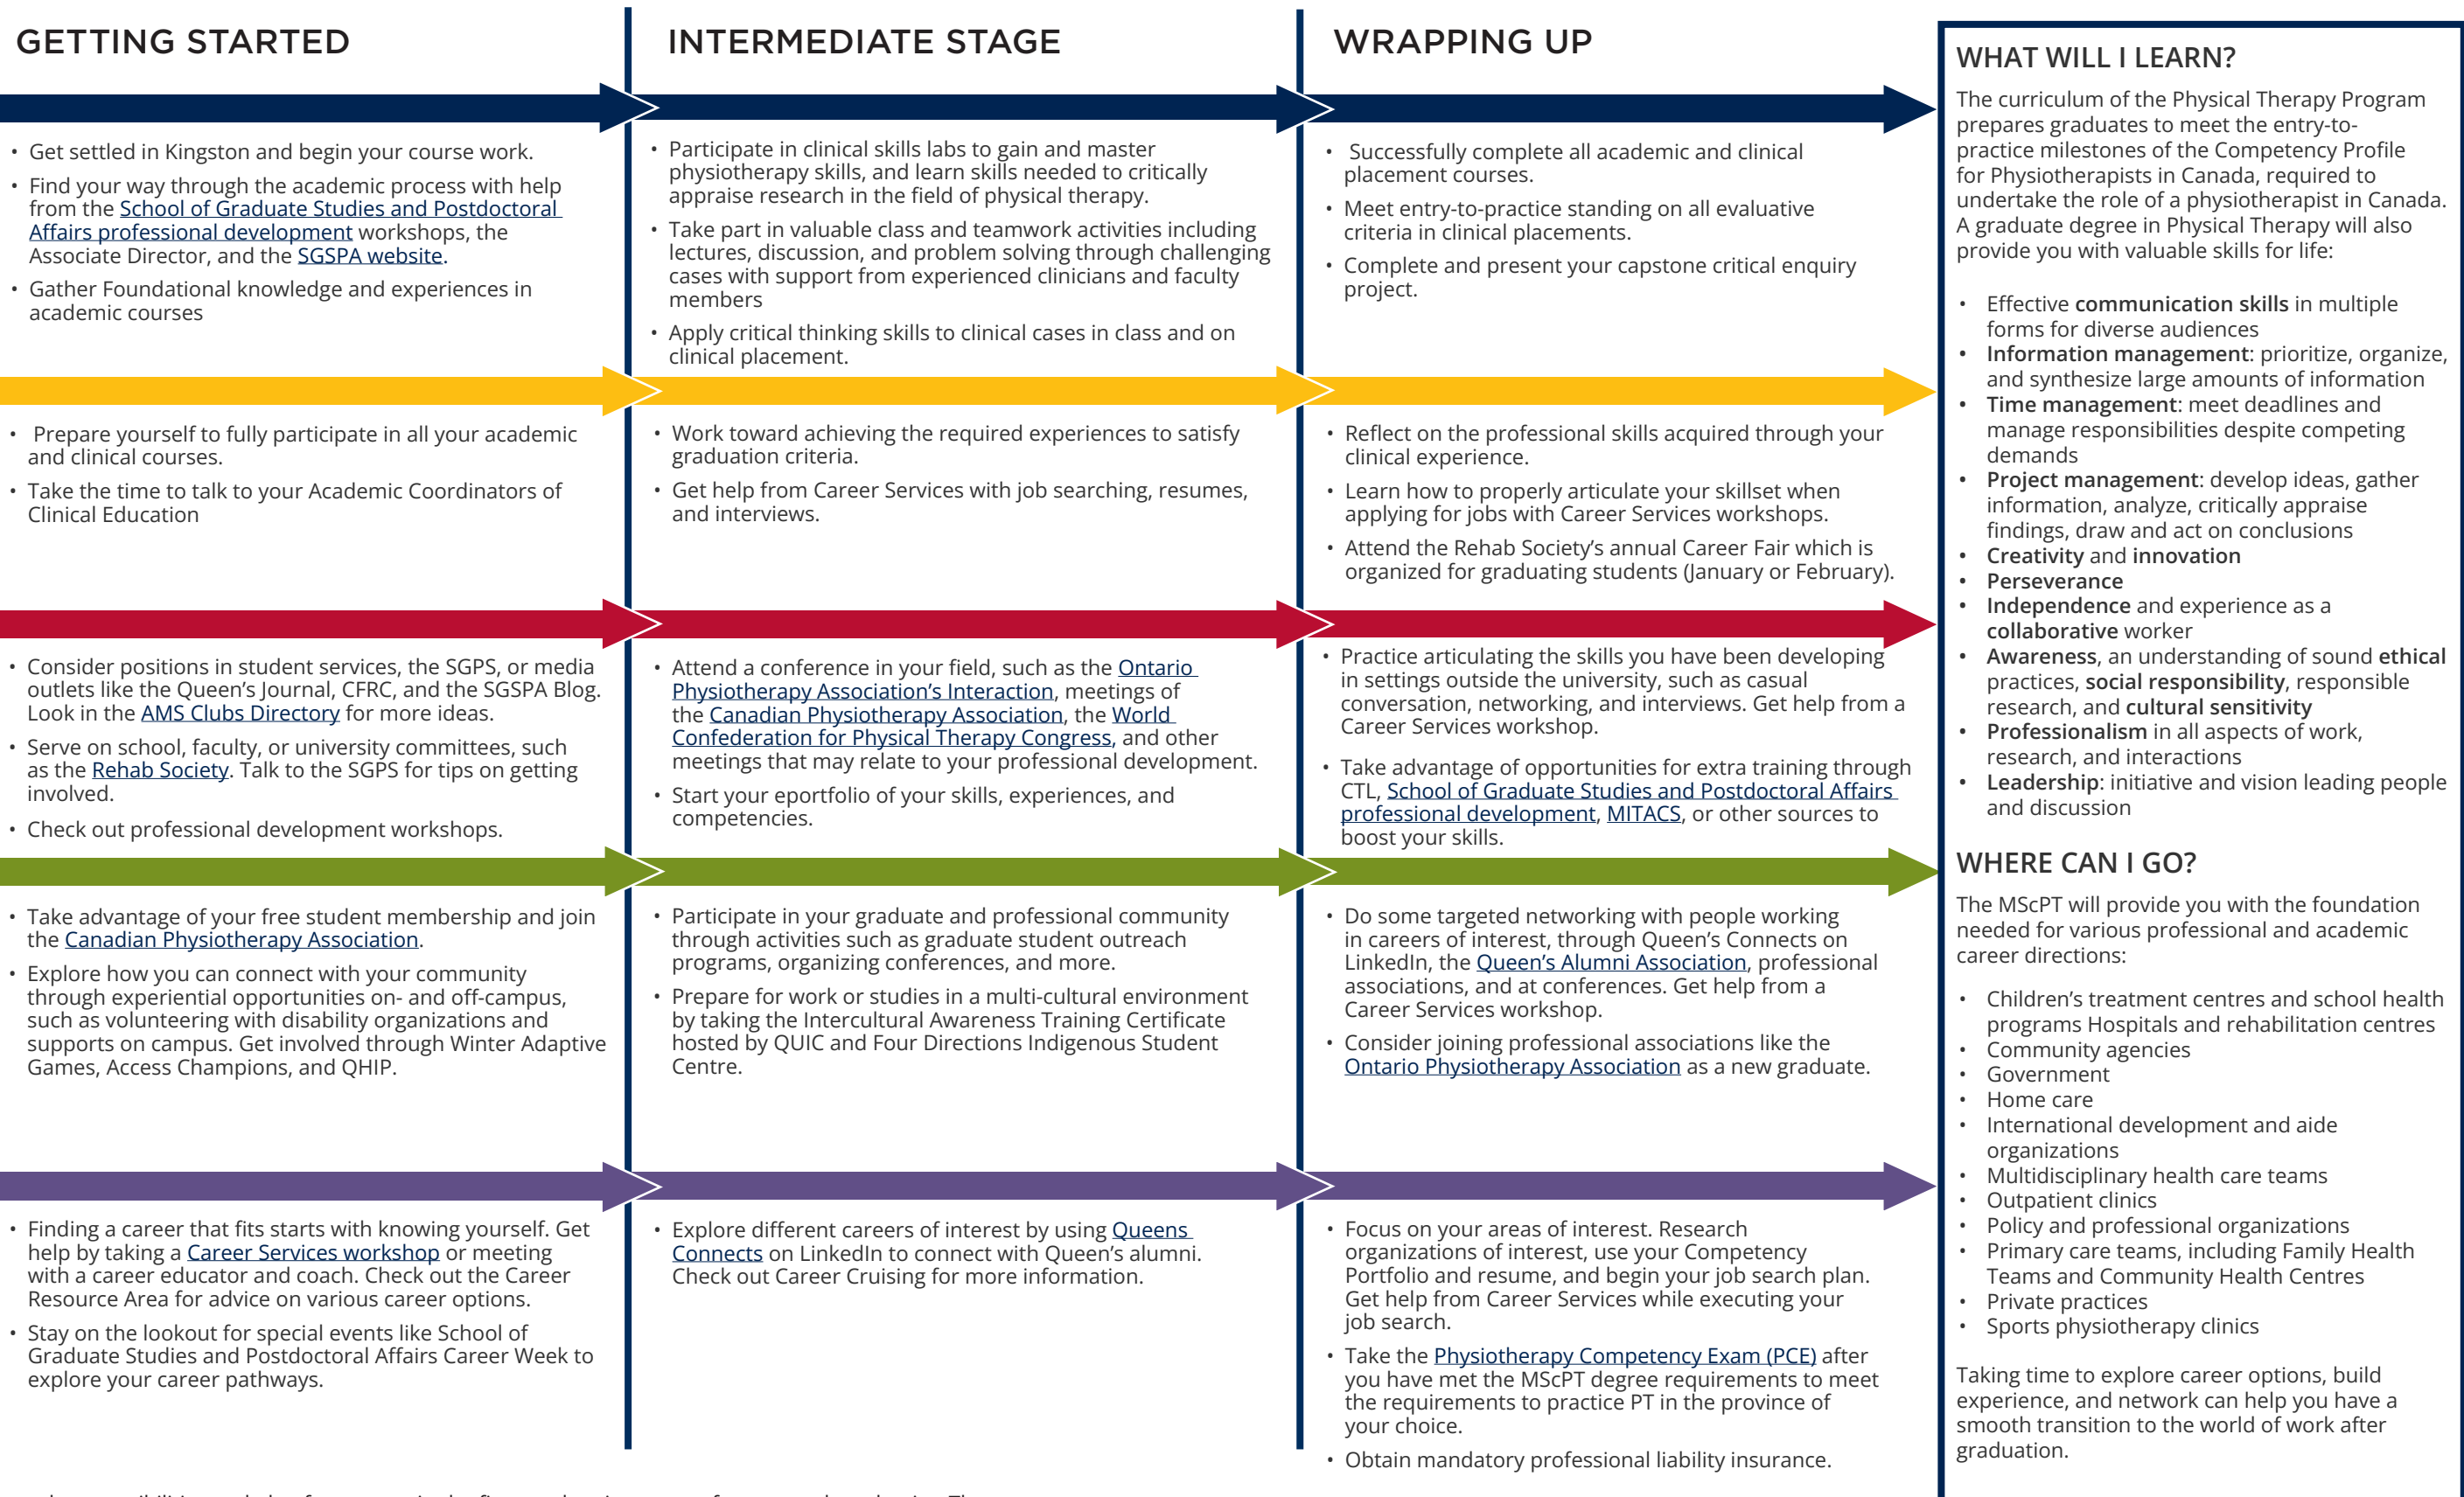 GETTING STARTED
• Get settled in Kingston and begin your course work.
• Find your way through the academic process with help
from the School of Graduate Studies and Postdoctoral
Affairs professional development workshops, the
Associate Director, and the SGSPA website.
• Gather Foundational knowledge and experiences in
academic courses
• Prepare yourself to fully participate in all your academic
and clinical courses.
• Take the time to talk to your Academic Coordinators of
Clinical Education
• Consider positions in student services, the SGPS, or media
outlets like the Queen's Journal, CFRC, and the SGSPA Blog.
Look in the AMS Clubs Directory for more ideas.
• Serve on school, faculty, or university committees, such
as the Rehab Society. Talk to the SGPS for tips on getting
involved.
• Check out professional development workshops.
• Take advantage of your free student membership and join
the Canadian Physiotherapy Association.
• Explore how you can connect with your community
through experiential opportunities on- and off-campus,
such as volunteering with disability organizations and
supports on campus. Get involved through Winter Adaptive
Games, Access Champions, and QHIP.
• Finding a career that fits starts with knowing yourself. Get
help by taking a Career Services workshop or meeting
with a career educator and coach. Check out the Career
Resource Area for advice on various career options.
• Stay on the lookout for special events like School of
Graduate Studies and Postdoctoral Affairs Career Week to
explore your career pathways.
INTERMEDIATE STAGE
• Participate in clinical skills labs to gain and master
physiotherapy skills, and learn skills needed to critically
appraise research in the field of physical therapy.
• Take part in valuable class and teamwork activities including
lectures, discussion, and problem solving through challenging
cases with support from experienced clinicians and faculty
members
• Apply critical thinking skills to clinical cases in class and on
clinical placement.
• Work toward achieving the required experiences to satisfy
graduation criteria.
• Get help from Career Services with job searching, resumes,
and interviews.
• Attend a conference in your field, such as the Ontario
Physiotherapy Association's Interaction, meetings of
the Canadian Physiotherapy Association, the World
Confederation for Physical Therapy Congress, and other
meetings that may relate to your professional development.
• Start your eportfolio of your skills, experiences, and
competencies.
• Participate in your graduate and professional community
through activities such as graduate student outreach
programs, organizing conferences, and more.
• Prepare for work or studies in a multi-cultural environment
by taking the Intercultural Awareness Training Certificate
hosted by QUIC and Four Directions Indigenous Student
Centre.
• Explore different careers of interest by using Queens
Connects on LinkedIn to connect with Queen's alumni.
Check out Career Cruising for more information.
WRAPPING UP
• Successfully complete all academic and clinical
placement courses.
• Meet entry-to-practice standing on all evaluative
criteria in clinical placements.
• Complete and present your capstone critical enquiry
project.
• Reflect on the professional skills acquired through your
clinical experience.
• Learn how to properly articulate your skillset when
applying for jobs with Career Services workshops.
• Attend the Rehab Society's annual Career Fair which is
organized for graduating students (January or February).
• Practice articulating the skills you have been developing
in settings outside the university, such as casual
conversation, networking, and interviews. Get help from a
Career Services workshop.
• Take advantage of opportunities for extra training through
CTL, School of Graduate Studies and Postdoctoral Affairs
professional development, MITACS, or other sources to
boost your skills.
• Do some targeted networking with people working
in careers of interest, through Queen's Connects on
LinkedIn, the Queen's Alumni Association, professional
associations, and at conferences. Get help from a
Career Services workshop.
• Consider joining professional associations like the
Ontario Physiotherapy Association as a new graduate.
• Focus on your areas of interest. Research
organizations of interest, use your Competency
Portfolio and resume, and begin your job search plan.
Get help from Career Services while executing your
job search.
• Take the Physiotherapy Competency Exam (PCE) after
you have met the MScPT degree requirements to meet
the requirements to practice PT in the province of
your choice.
• Obtain mandatory professional liability insurance.
WHAT WILL I LEARN?
The curriculum of the Physical Therapy Program
prepares graduates to meet the entry-to-
practice milestones of the Competency Profile
for Physiotherapists in Canada, required to
undertake the role of a physiotherapist in Canada.
A graduate degree in Physical Therapy will also
provide you with valuable skills for life:
• Effective communication skills in multiple
forms for diverse audiences
• Information management: prioritize, organize,
and synthesize large amounts of information
• Time management: meet deadlines and
manage responsibilities despite competing
demands
• Project management: develop ideas, gather
information, analyze, critically appraise
findings, draw and act on conclusions
• Creativity and innovation
• Perseverance
• Independence and experience as a
collaborative worker
• Awareness, an understanding of sound ethical
practices, social responsibility, responsible
research, and cultural sensitivity
• Professionalism in all aspects of work,
research, and interactions
• Leadership: initiative and vision leading people
and discussion
WHERE CAN I GO?
The MScPT will provide you with the foundation
needed for various professional and academic
career directions:
• Children's treatment centres and school health
programs Hospitals and rehabilitation centres
• Community agencies
• Government
• Home care
• International development and aide
organizations
• Multidisciplinary health care teams
• Outpatient clinics
• Policy and professional organizations
• Primary care teams, including Family Health
Teams and Community Health Centres
• Private practices
• Sports physiotherapy clinics
Taking time to explore career options, build
experience, and network can help you have a
smooth transition to the world of work after
graduation.